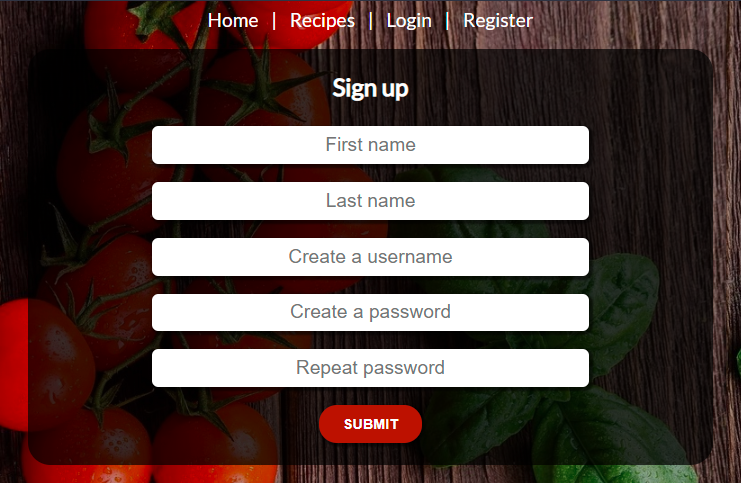 Home | Recipes | Login | Register
Sign up
First name
Last name
Create a username
Create a password
Repeat password
SUBMIT